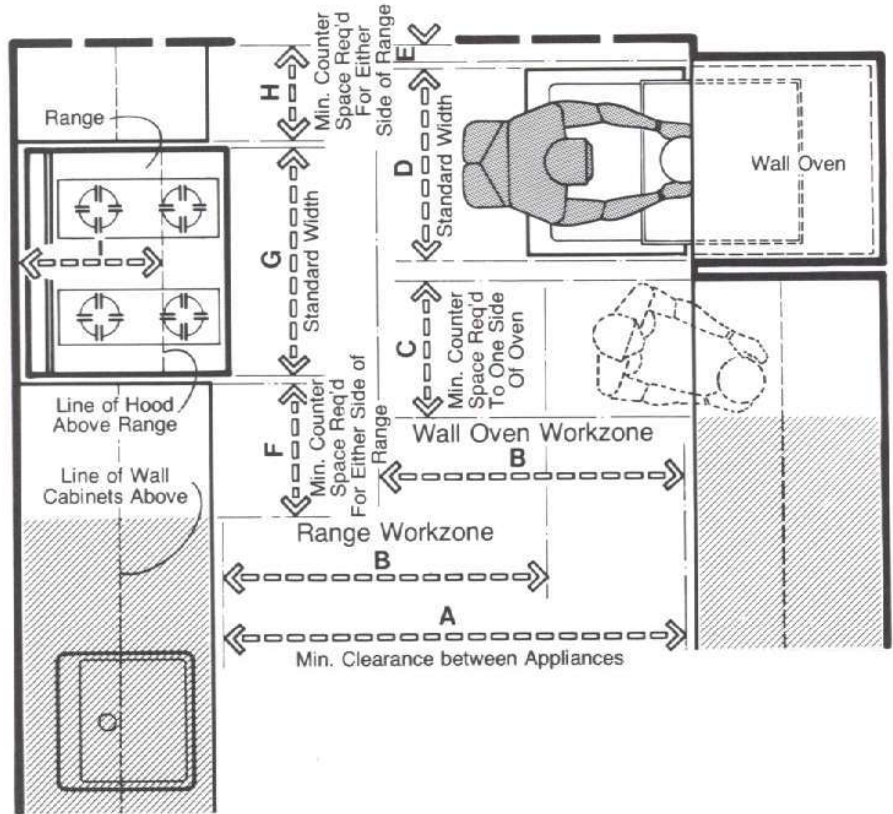 H
Min. Counter
Space Req'd
For Either
Side of Range
E
Range
D
Standard Width
Wall Oven
I
G
Standard Width
C
Min. Counter
Space Req'd
To One Side
Of Oven
Line of Hood
Above Range
F
Min. Counter
Space Req'd
For Either Side of
Range
Wall Oven Workzone
B
Line of Wall
Cabinets Above
Range Workzone
B
A
Min. Clearance between Appliances